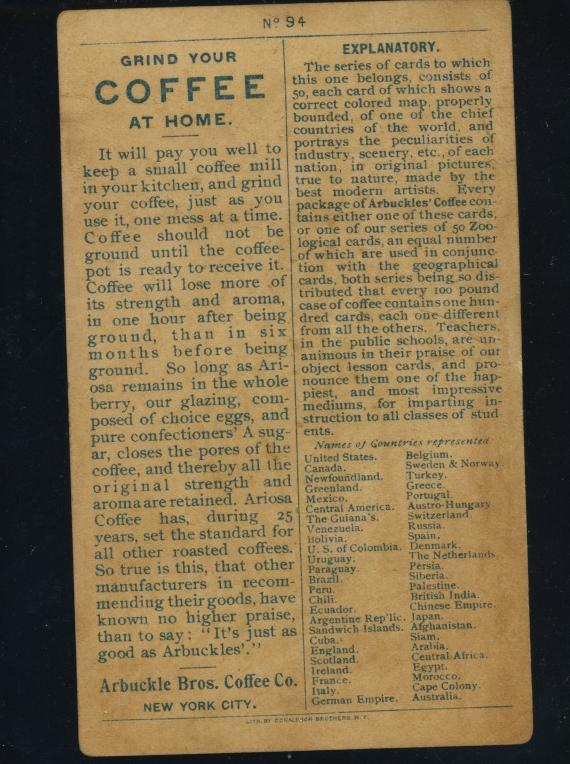 No 94
GRIND YOUR
COFFEE
AT HOME.
It will pay you well to
keep a small coffee mill
in your kitchen, and grind
your coffee, just as you
use it, one mess at a time.
Coffee should not be
ground until the coffee-
pot is ready to receive it.
Coffee will lose more of
its strength and aroma,
in one hour after being
ground, than in six
months before being
ground. So long as Ari-
osa remains in the whole
berry, our glazing, com-
posed of choice eggs, and
pure confectioners' A sug-
ar, closes the pores of the
coffee, and thereby all the
original strength and
aroma are retained. Ariosa
Coffee has, during 25
years, set the standard for
all other roasted coffees.
So true is this, that other
manufacturers in recom-
mending their goods, have
known no higher praise,
than to say: "It's just as
good as Arbuckles'."
Arbuckle Bros. Coffee Co.
NEW YORK CITY.
EXPLANATORY.
The series of cards to which
this one belongs, consists of
50, each card of which shows a
correct colored map, properly
bounded, of one of the chief
countries of the world, and
portrays the peculiarities of
industry, scenery, etc., of each
nation, in original pictures,
true to nature, made by the
best modern artists. Every
package of Arbuckles' Coffee con-
tains either one of these cards,
or one of our series of 50 Zoo-
logical cards, an equal number
of which are used in conjunc-
tion with the geographical
cards, both series being so dis-
tributed that every 100 pound
case of coffee contains one hun-
dred cards, each one different
from all the others. Teachers,
in the public schools, are un-
animous in their praise of our
object lesson cards, and pro-
nounce them one of the hap-
piest, and most impressive
mediums, for imparting in-
struction to all classes of stud
ents.
Names of Countries represented
United States.
Canada.
Newfoundland.
Greenland.
Mexico.
Central America.
The Guiana's.
Venezuela.
Bolivia.
U. S. of Colombia.
Uruguay.
Paraguay.
Brazil.
Peru.
Chili.
Ecuador.
Argentine Rep'lic.
Sandwich Islands.
Cuba.
England.
Scotland.
Ireland.
France.
Italy.
German Empire.
Belgium.
Sweden & Norway
Turkey.
Greece.
Portugal.
Austro-Hungary
Switzerland.
Russia.
Spain.
Denmark.
The Netherlands.
Persia.
Siberia.
Palestine.
British India.
Chinese Empire.
Japan.
Afghanistan.
Siam.
Arabia.
Central Africa.
Egypt.
Morocco.
Cape Colony.
Australia.
LITH. BY DONALDSON BROTHERS. N. Y.